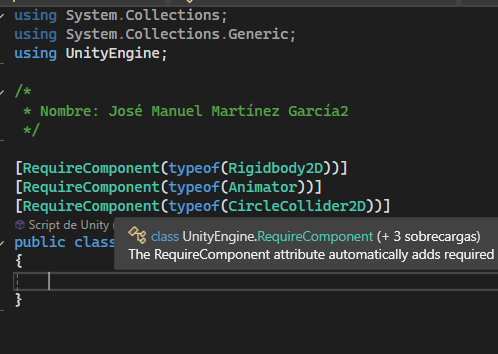 using System.Collections;
using System.Collections.Generic;
using UnityEngine;
/*
* Nombre: José Manuel Martínez García2
*/
[RequireComponent(typeof(Rigidbody2D))]
[RequireComponent(typeof(Animator))]
[RequireComponent(typeof(CircleCollider2D))]
Script de Unity
public class
class UnityEngine.RequireComponent (+ 3 sobrecargas)
The RequireComponent attribute automatically adds required
{
}